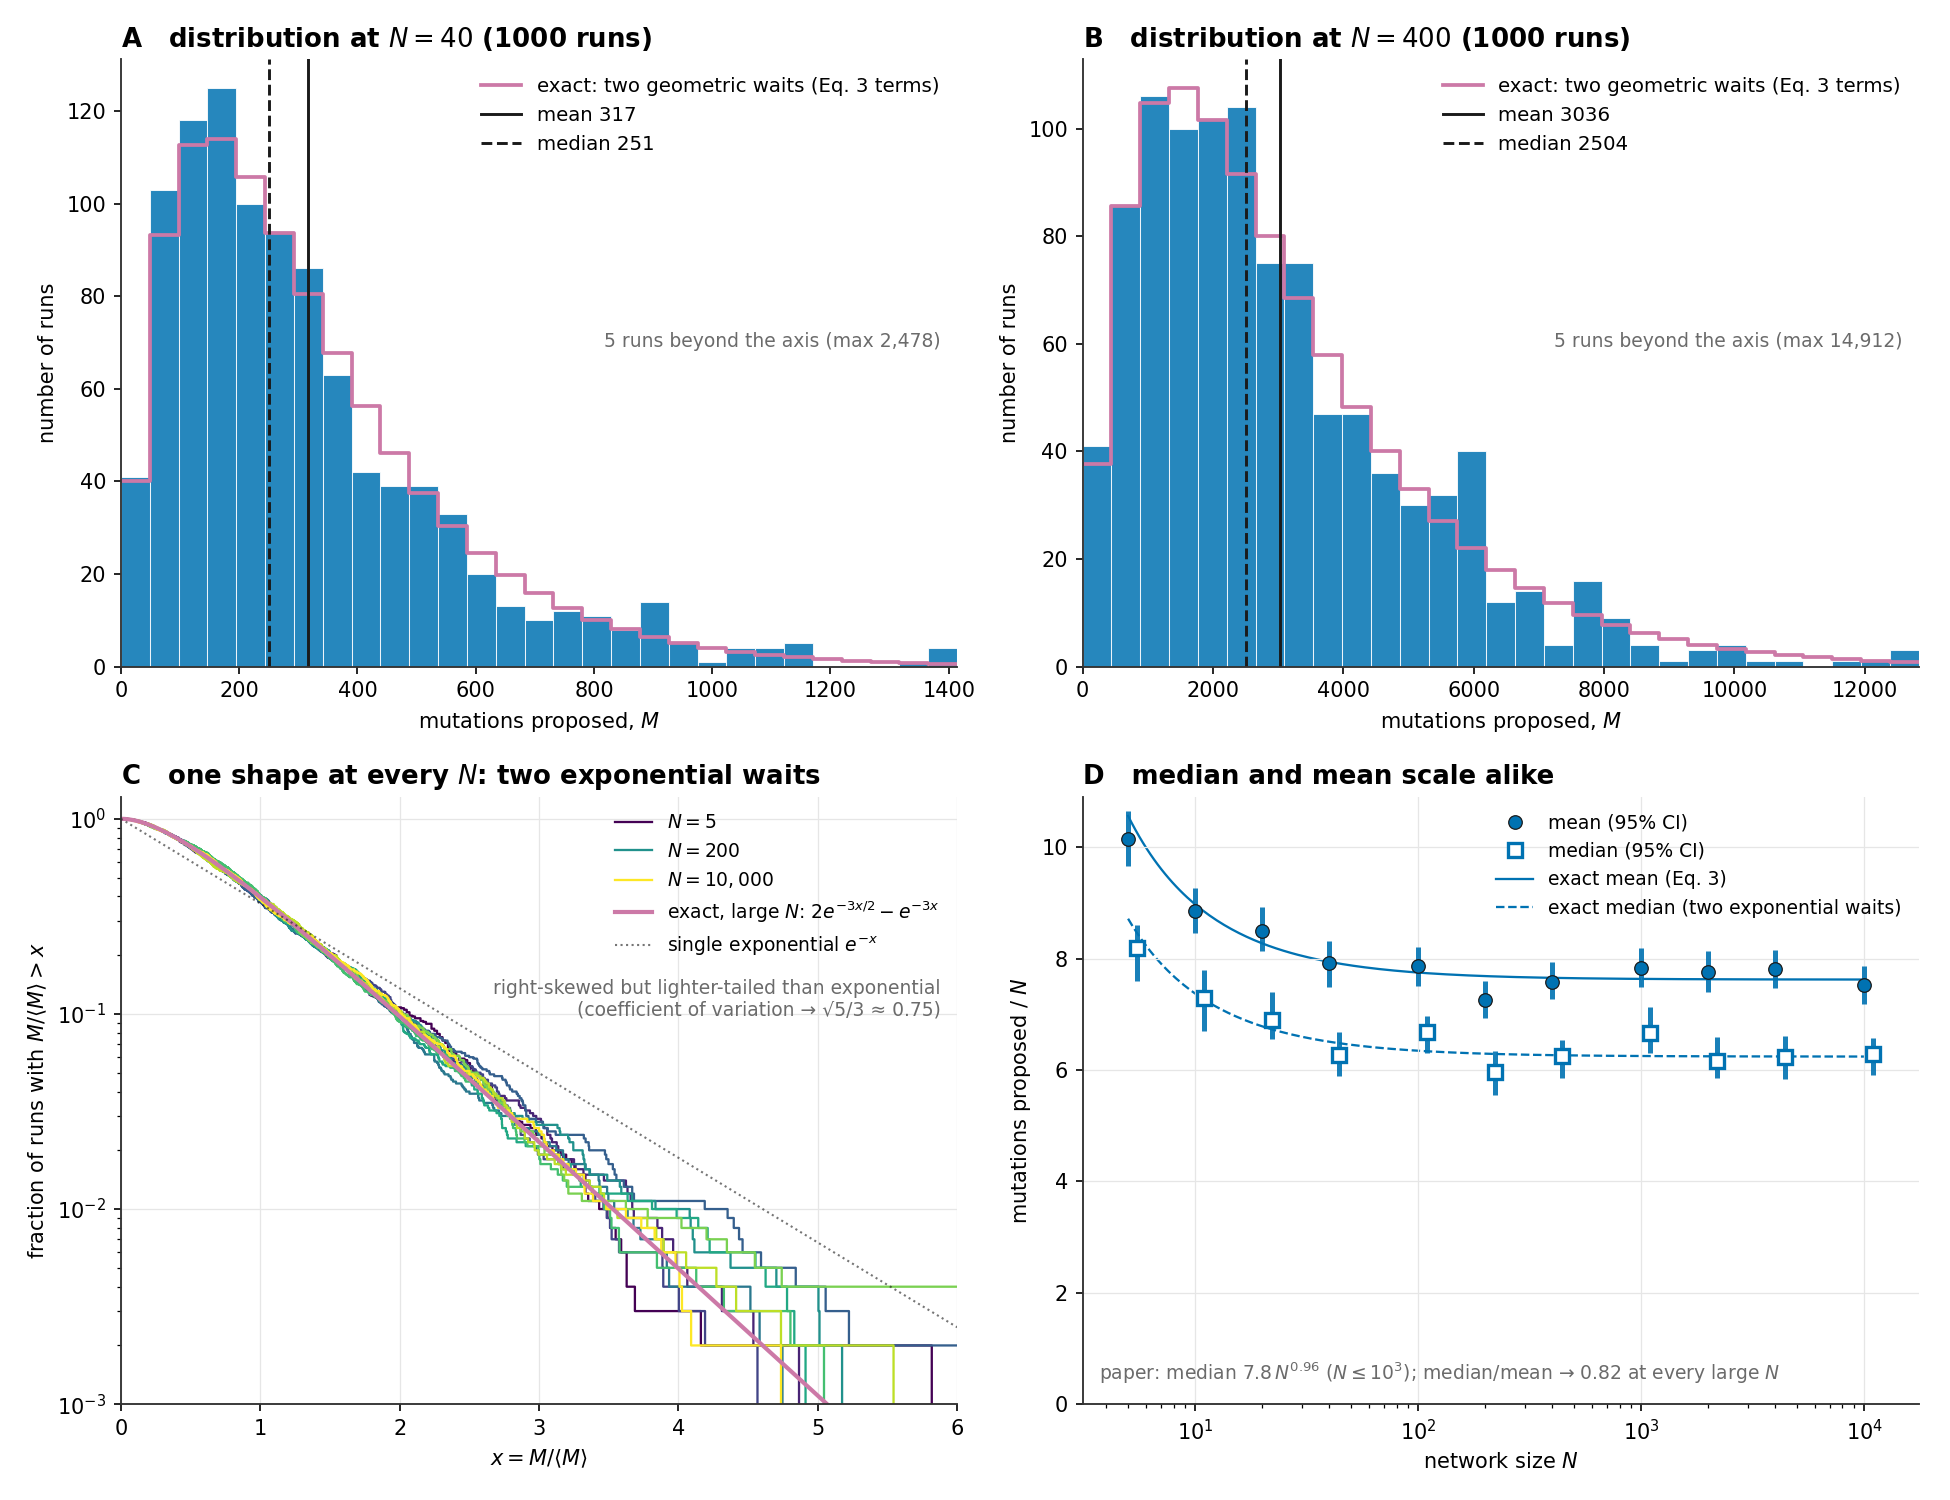 A distribution at N = 40 (1000 runs)
exact: two geometric waits (Eq. 3 terms)
mean 317
median 251
5 runs beyond the axis (max 2,478)
number of runs
0
20
40
60
80
100
120
0 200 400 600 800 1000 1200 1400
mutations proposed, M
B distribution at N = 400 (1000 runs)
exact: two geometric waits (Eq. 3 terms)
mean 3036
median 2504
5 runs beyond the axis (max 14,912)
number of runs
0
20
40
60
80
100
0 2000 4000 6000 8000 10000 12000
mutations proposed, M
C one shape at every N: two exponential waits
N = 5
N = 200
N = 10,000
exact, large N: 2e^{−3x/2} − e^{−3x}
single exponential e^{−x}
right-skewed but lighter-tailed than exponential
(coefficient of variation → √5/3 ≈ 0.75)
fraction of runs with M/⟨M⟩ > x
10^0
10^{−1}
10^{−2}
10^{−3}
0 1 2 3 4 5 6
x = M/⟨M⟩
D median and mean scale alike
mean (95% CI)
median (95% CI)
exact mean (Eq. 3)
exact median (two exponential waits)
paper: median 7.8 N^{0.96} (N ≤ 10^3); median/mean → 0.82 at every large N
mutations proposed / N
0
2
4
6
8
10
10^1 10^2 10^3 10^4
network size N